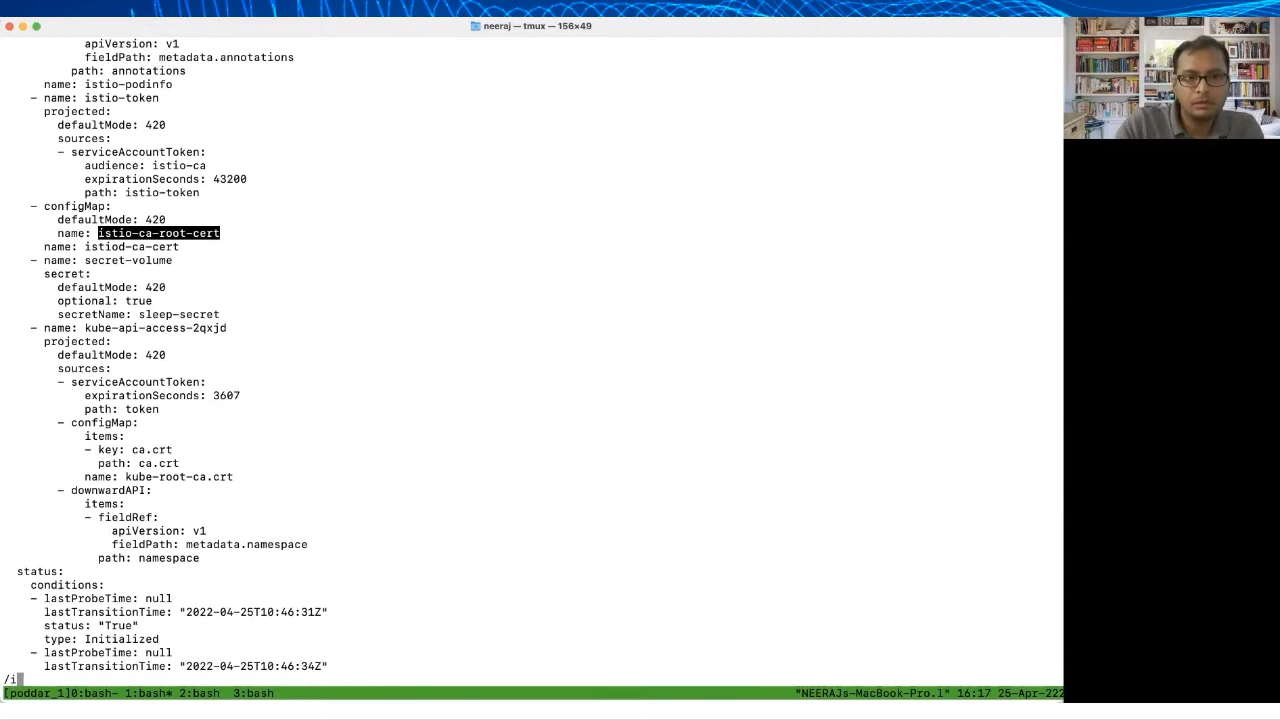 neeraj — tmux — 156×49
apiVersion: v1
fieldPath: metadata.annotations
path: annotations
name: istio-podinfo
- name: istio-token
projected:
defaultMode: 420
sources:
- serviceAccountToken:
audience: istio-ca
expirationSeconds: 43200
path: istio-token
- configMap:
defaultMode: 420
name: istio-ca-root-cert
name: istiod-ca-cert
- name: secret-volume
secret:
defaultMode: 420
optional: true
secretName: sleep-secret
- name: kube-api-access-2qxjd
projected:
defaultMode: 420
sources:
- serviceAccountToken:
expirationSeconds: 3607
path: token
- configMap:
items:
- key: ca.crt
path: ca.crt
name: kube-root-ca.crt
- downwardAPI:
items:
- fieldRef:
apiVersion: v1
fieldPath: metadata.namespace
path: namespace
status:
conditions:
- lastProbeTime: null
lastTransitionTime: "2022-04-25T10:46:31Z"
status: "True"
type: Initialized
- lastProbeTime: null
lastTransitionTime: "2022-04-25T10:46:34Z"
/i
[poddar_1]0:bash- 1:bash* 2:bash 3:bash "NEERAJs-MacBook-Pro.l" 16:17 25-Apr-222